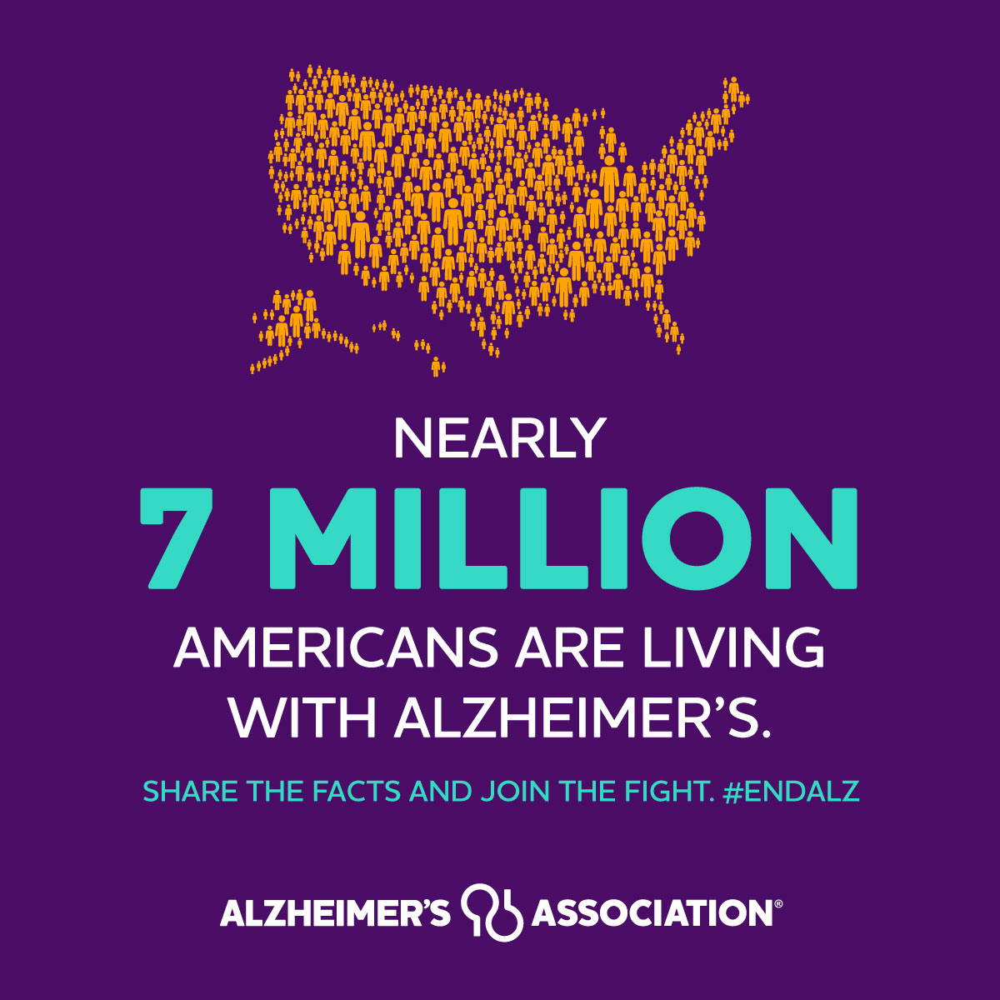 NEARLY
7 MILLION
AMERICANS ARE LIVING
WITH ALZHEIMER’S.
SHARE THE FACTS AND JOIN THE FIGHT. #ENDALZ
ALZHEIMER’S ASSOCIATION®